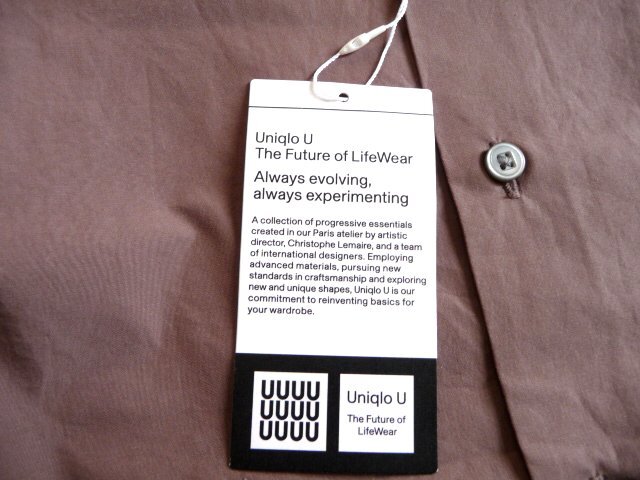 Uniqlo U
The Future of LifeWear
Always evolving,
always experimenting
A collection of progressive essentials
created in our Paris atelier by artistic
director, Christophe Lemaire, and a team
of international designers. Employing
advanced materials, pursuing new
standards in craftsmanship and exploring
new and unique shapes, Uniqlo U is our
commitment to reinventing basics for
your wardrobe.
UUUU
UUUU
UUUU
Uniqlo U
The Future of
LifeWear